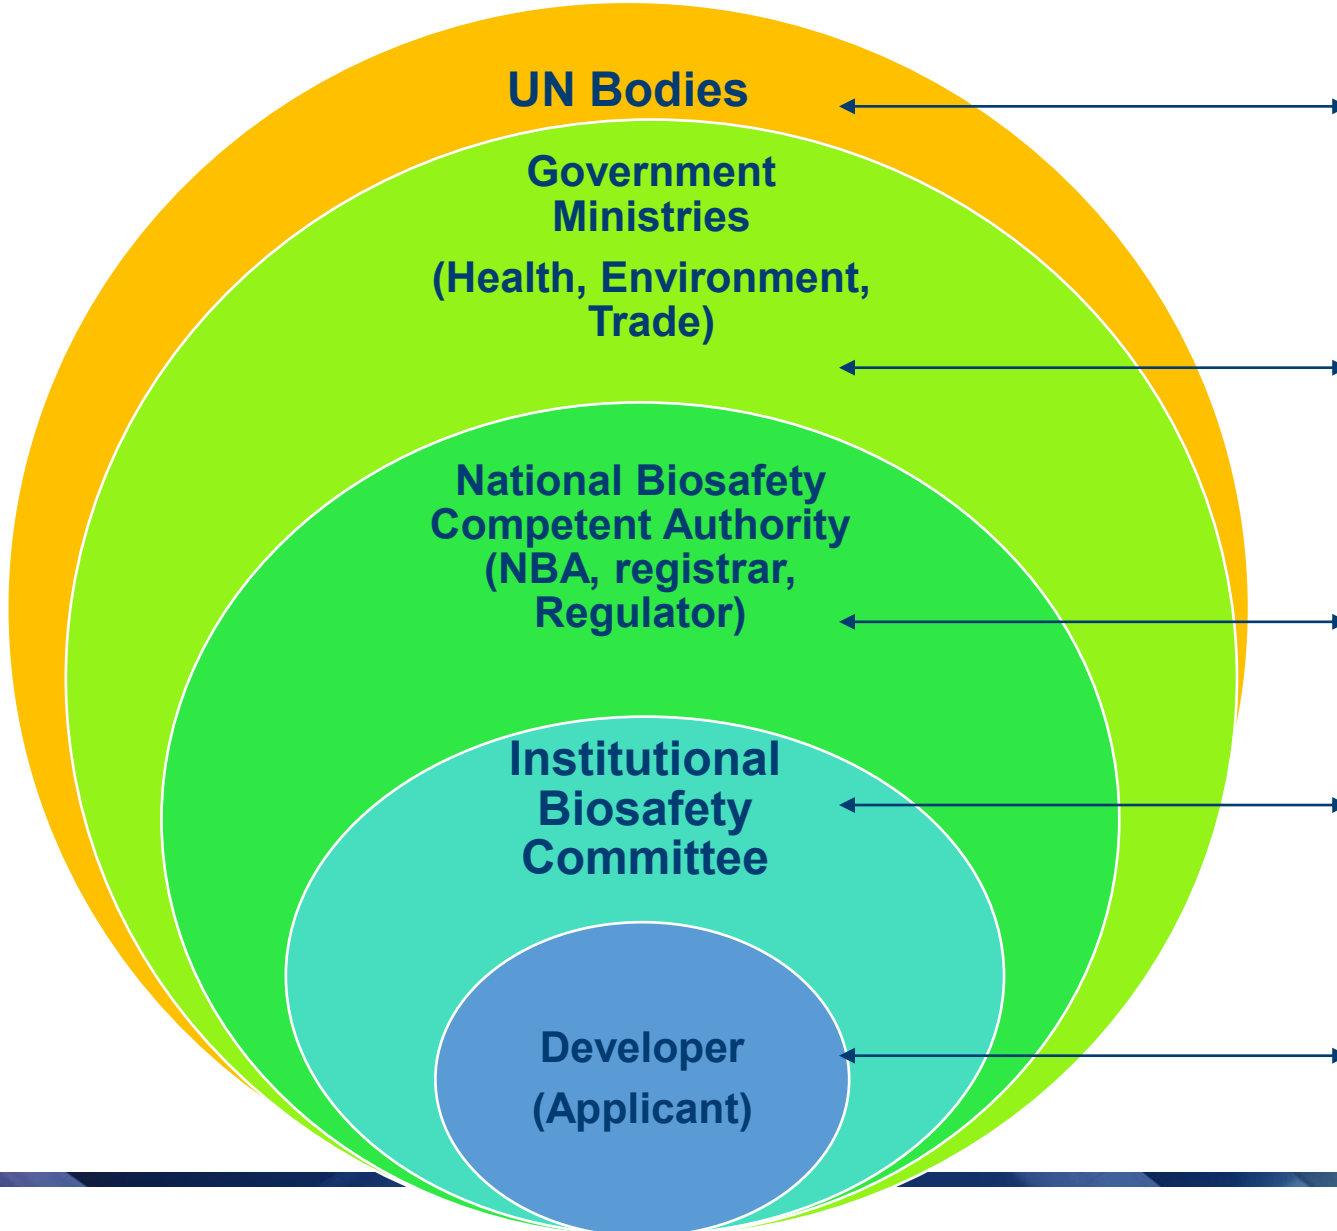 UN Bodies
Government
Ministries
(Health, Environment,
Trade)
National Biosafety
Competent Authority
(NBA, registrar,
Regulator)
Institutional
Biosafety
Committee
Developer
(Applicant)